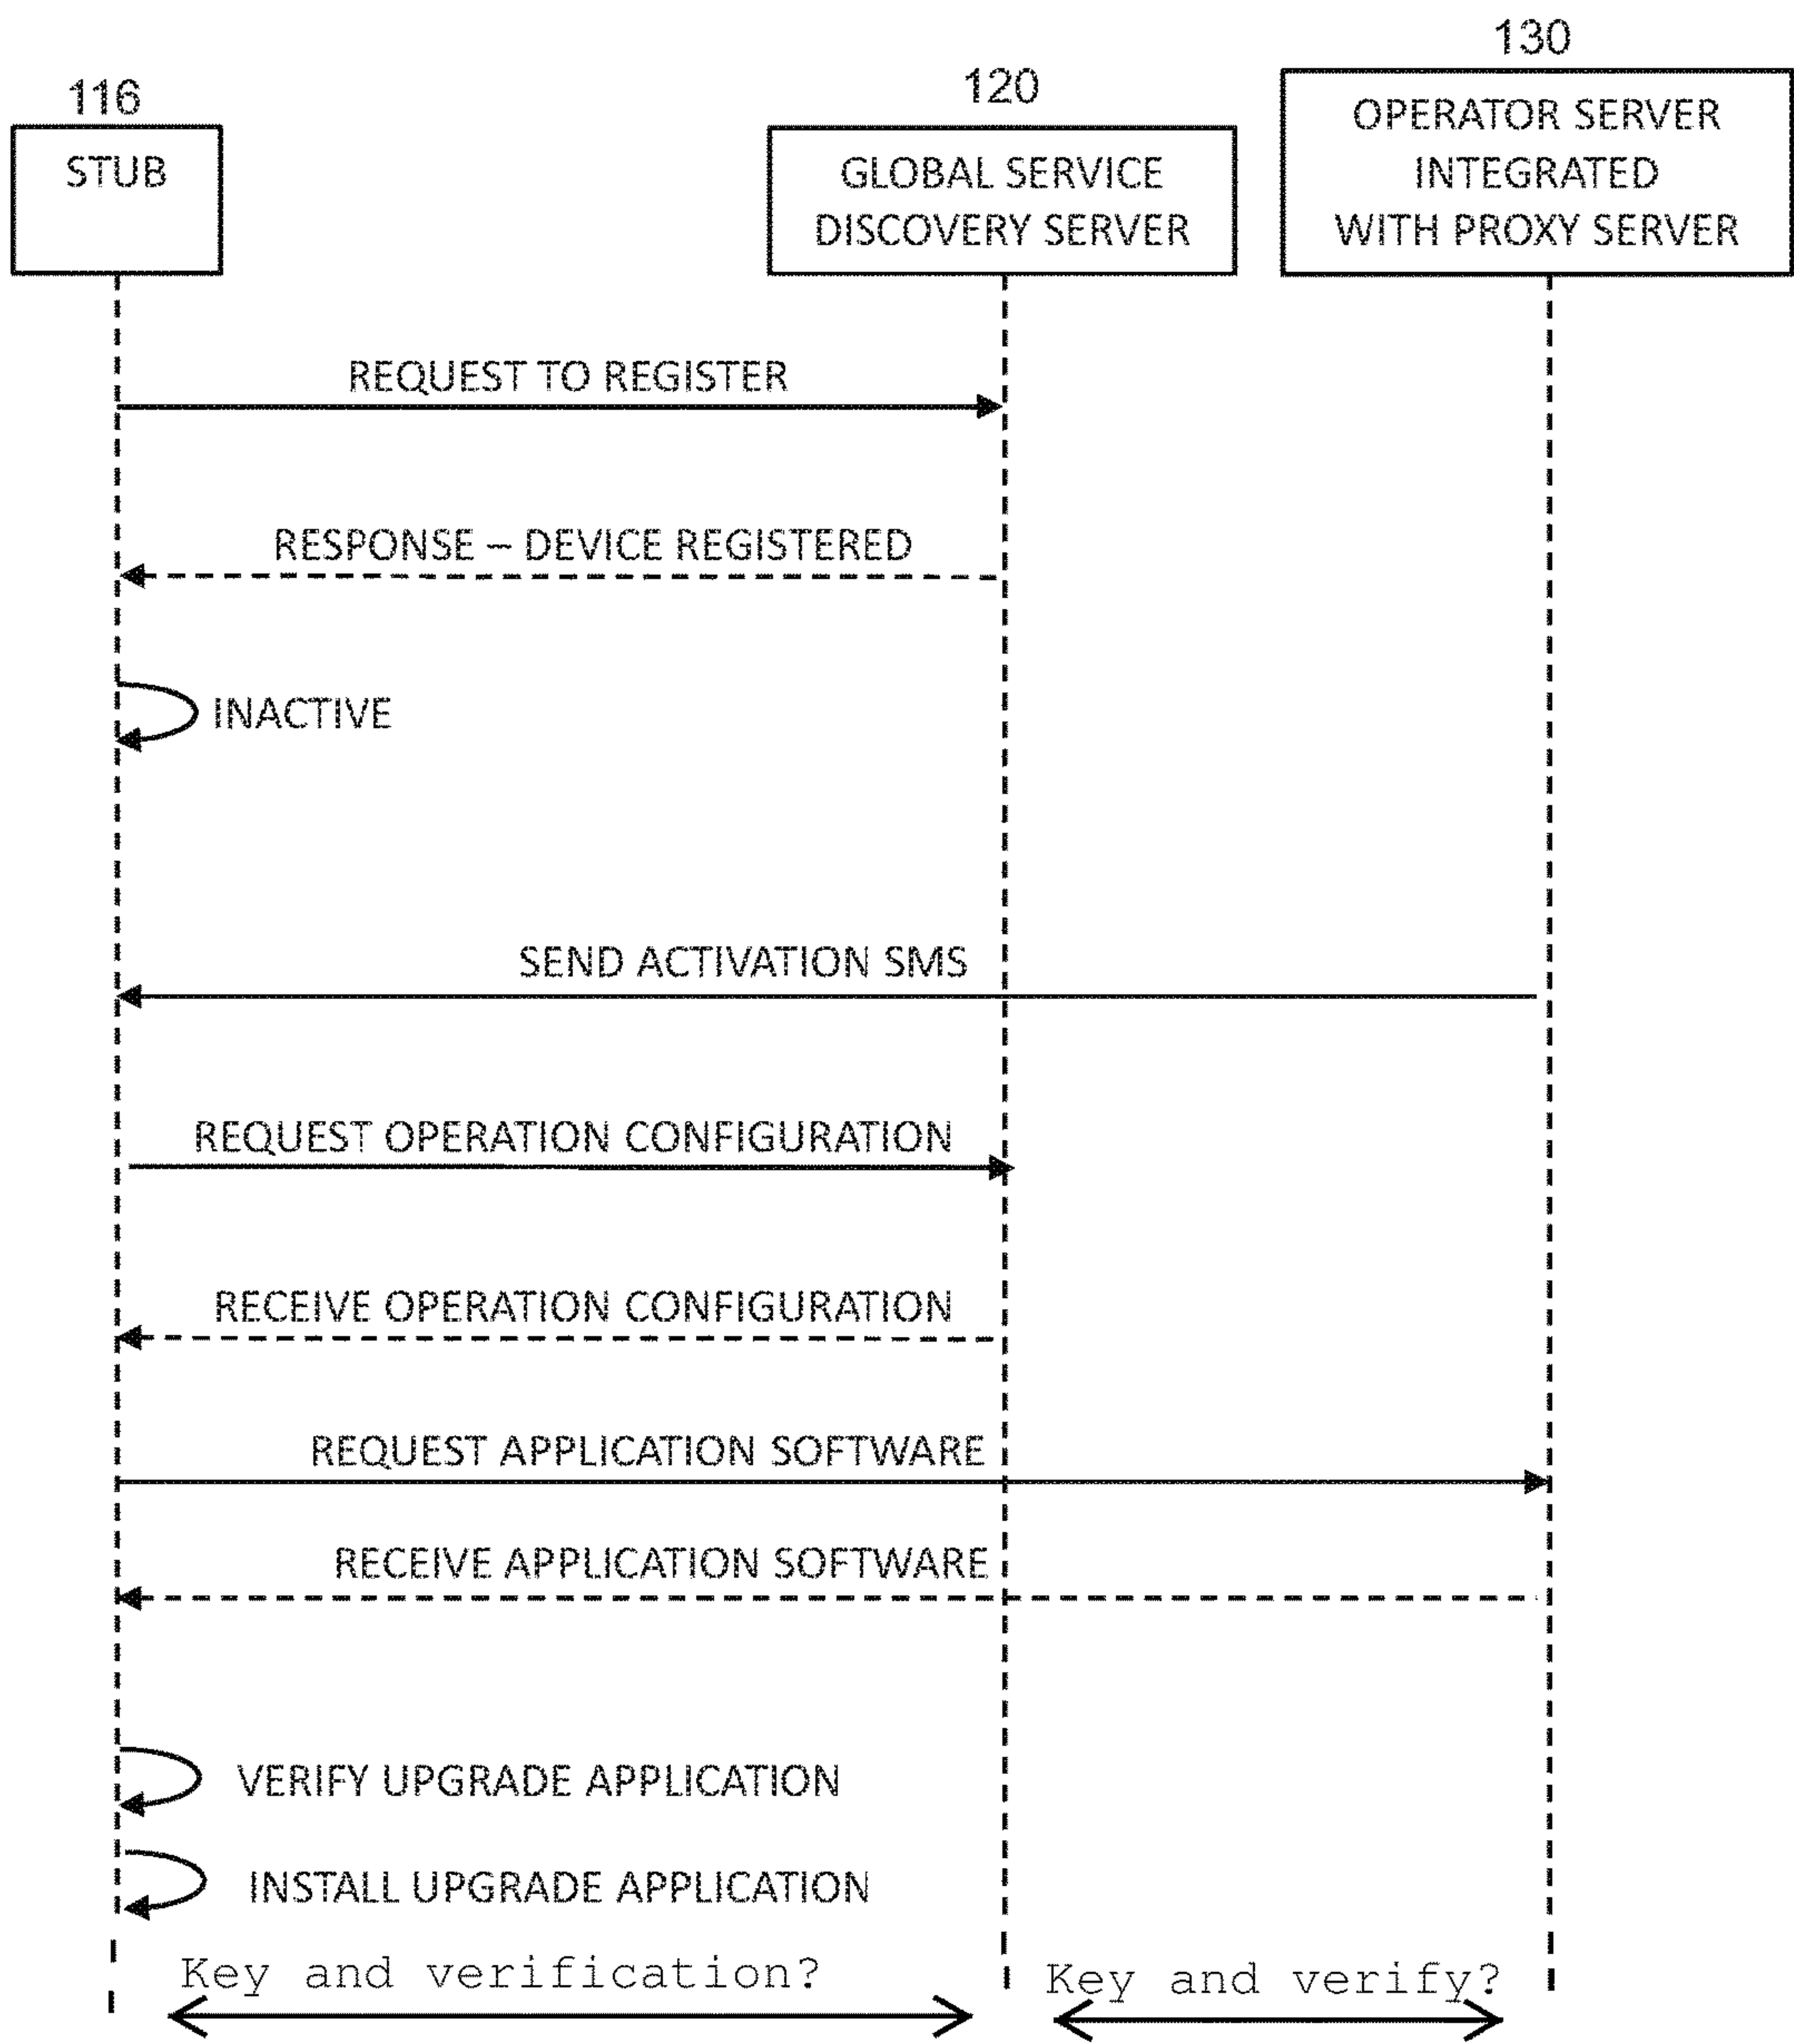 116
STUB
120
GLOBAL SERVICE
DISCOVERY SERVER
130
OPERATOR SERVER
INTEGRATED
WITH PROXY SERVER
REQUEST TO REGISTER
RESPONSE – DEVICE REGISTERED
INACTIVE
SEND ACTIVATION SMS
REQUEST OPERATION CONFIGURATION
RECEIVE OPERATION CONFIGURATION
REQUEST APPLICATION SOFTWARE
RECEIVE APPLICATION SOFTWARE
VERIFY UPGRADE APPLICATION
INSTALL UPGRADE APPLICATION
Key and verification?
Key and verify?